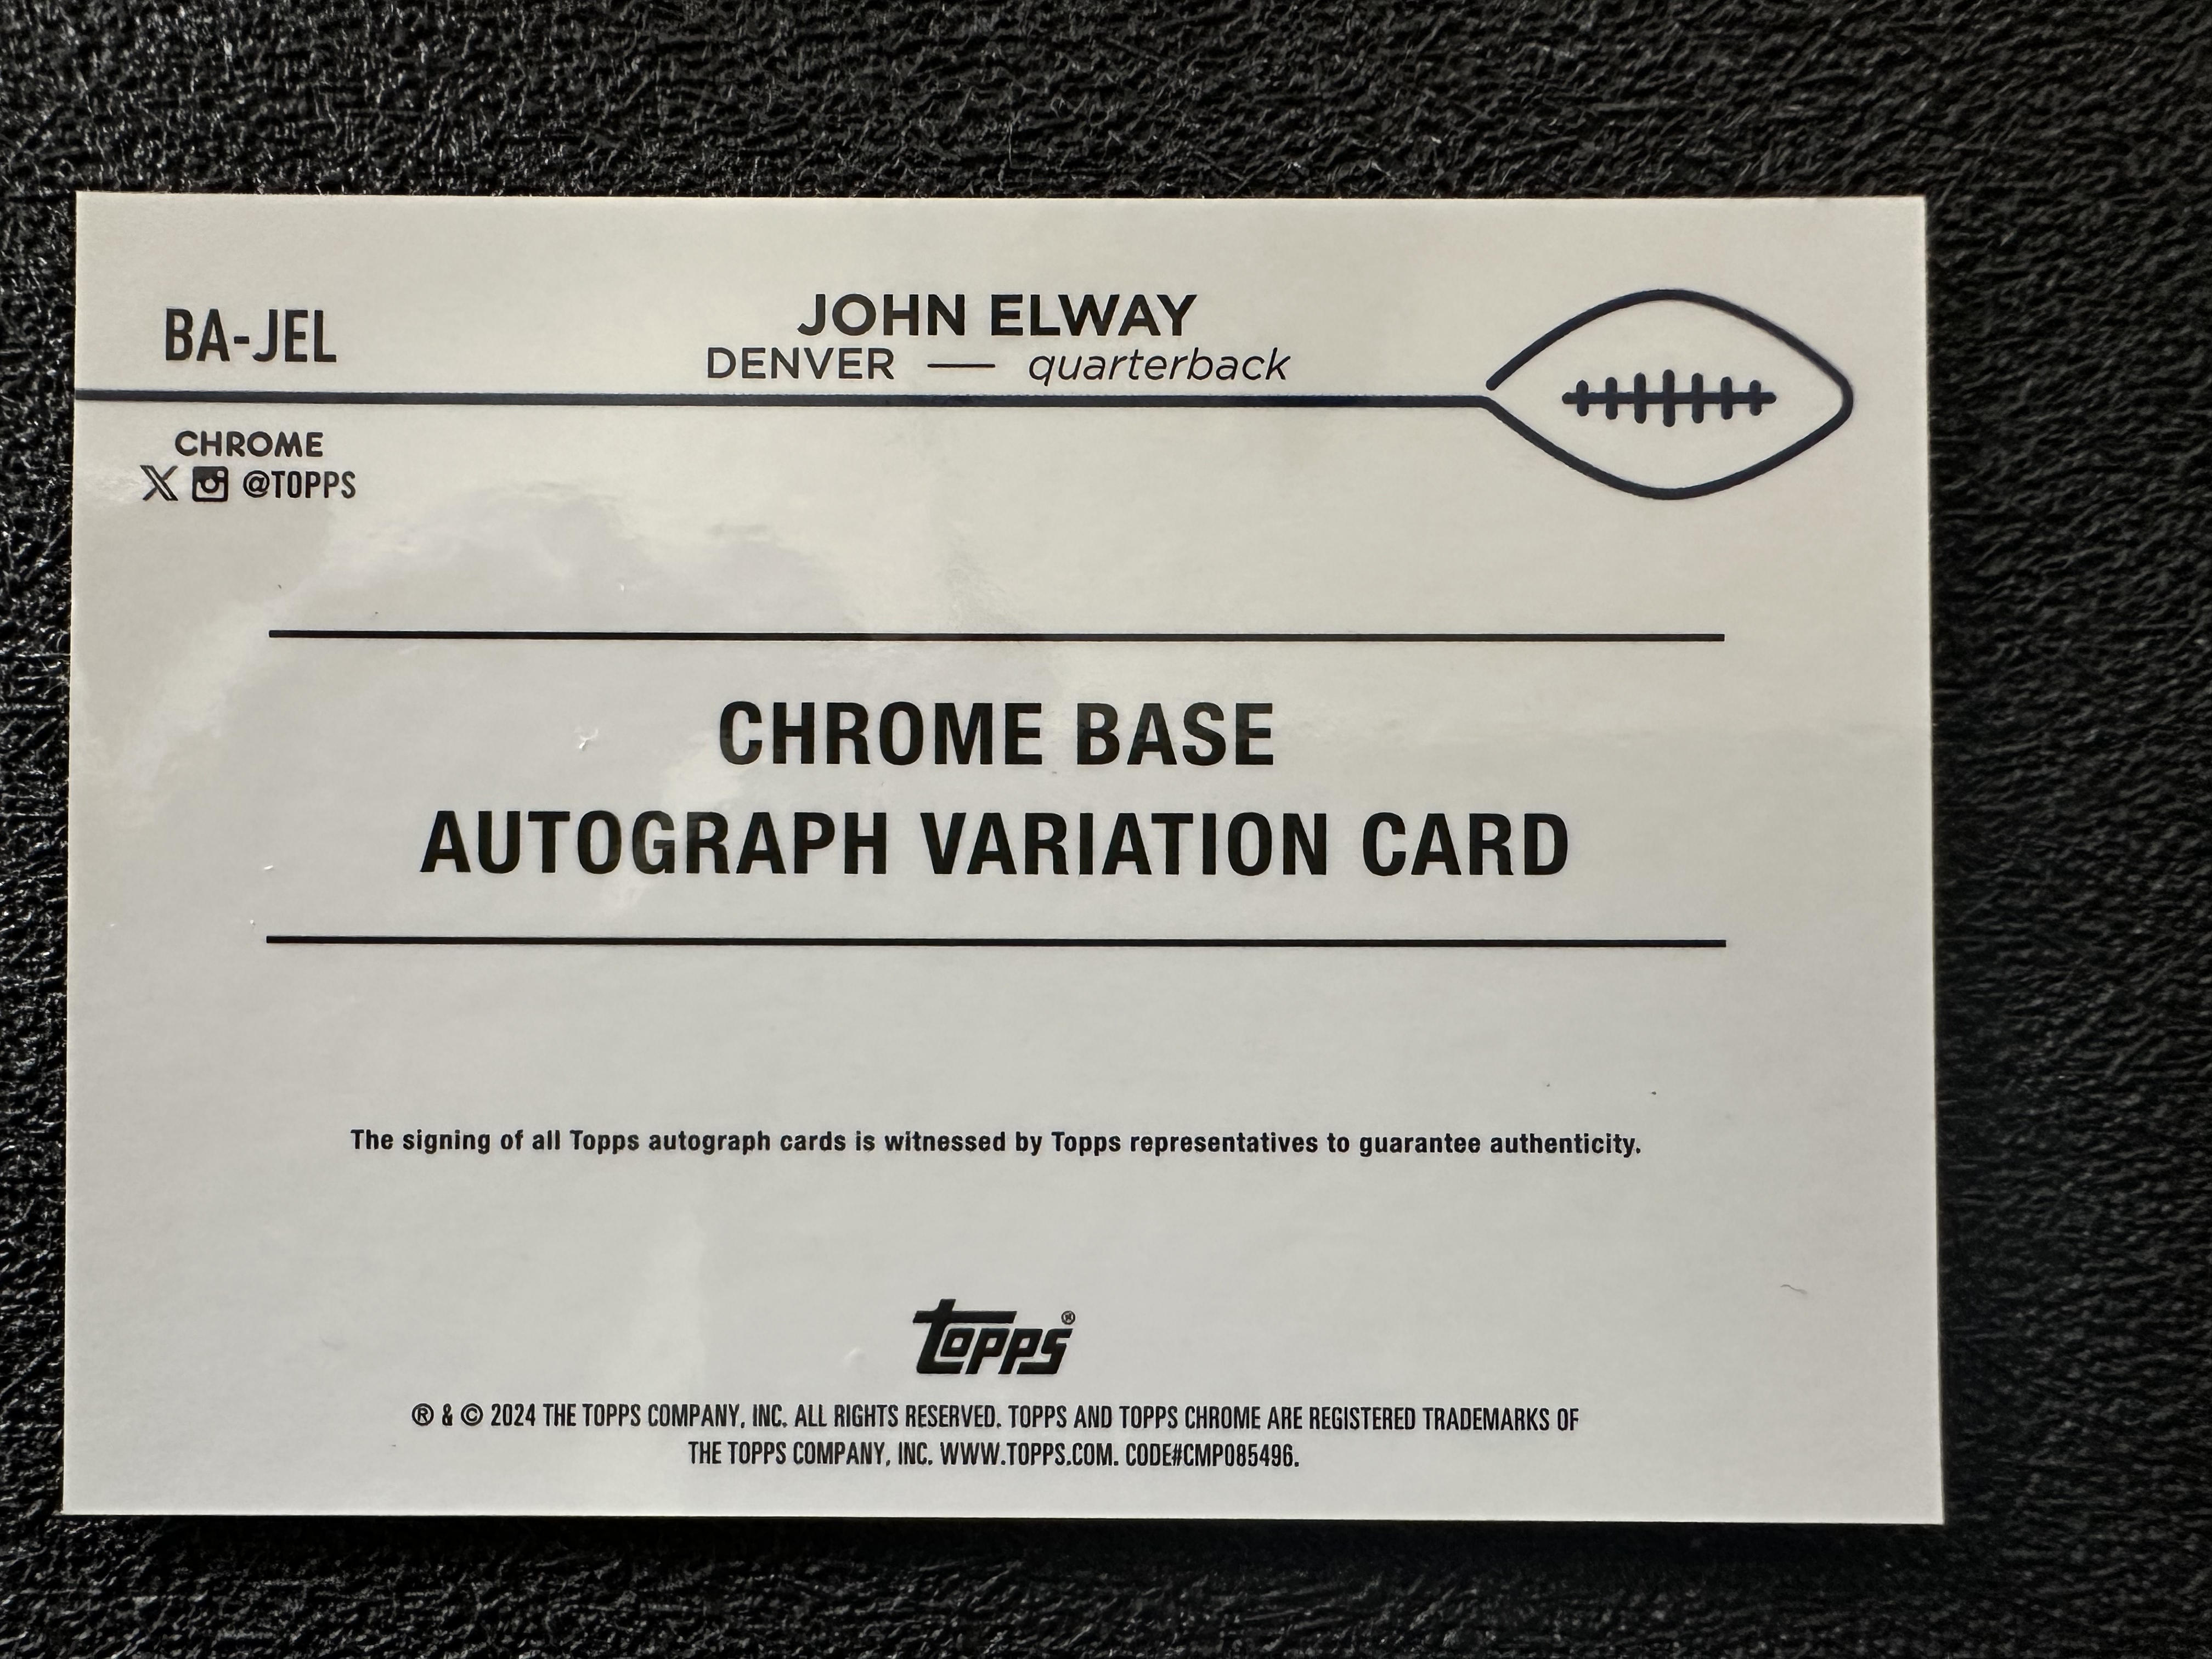 BA-JEL
JOHN ELWAY
DENVER — quarterback
CHROME
@TOPPS
CHROME BASE
AUTOGRAPH VARIATION CARD
The signing of all Topps autograph cards is witnessed by Topps representatives to guarantee authenticity.
topps®
® & © 2024 THE TOPPS COMPANY, INC. ALL RIGHTS RESERVED. TOPPS AND TOPPS CHROME ARE REGISTERED TRADEMARKS OF
THE TOPPS COMPANY, INC. WWW.TOPPS.COM. CODE#CMP085496.